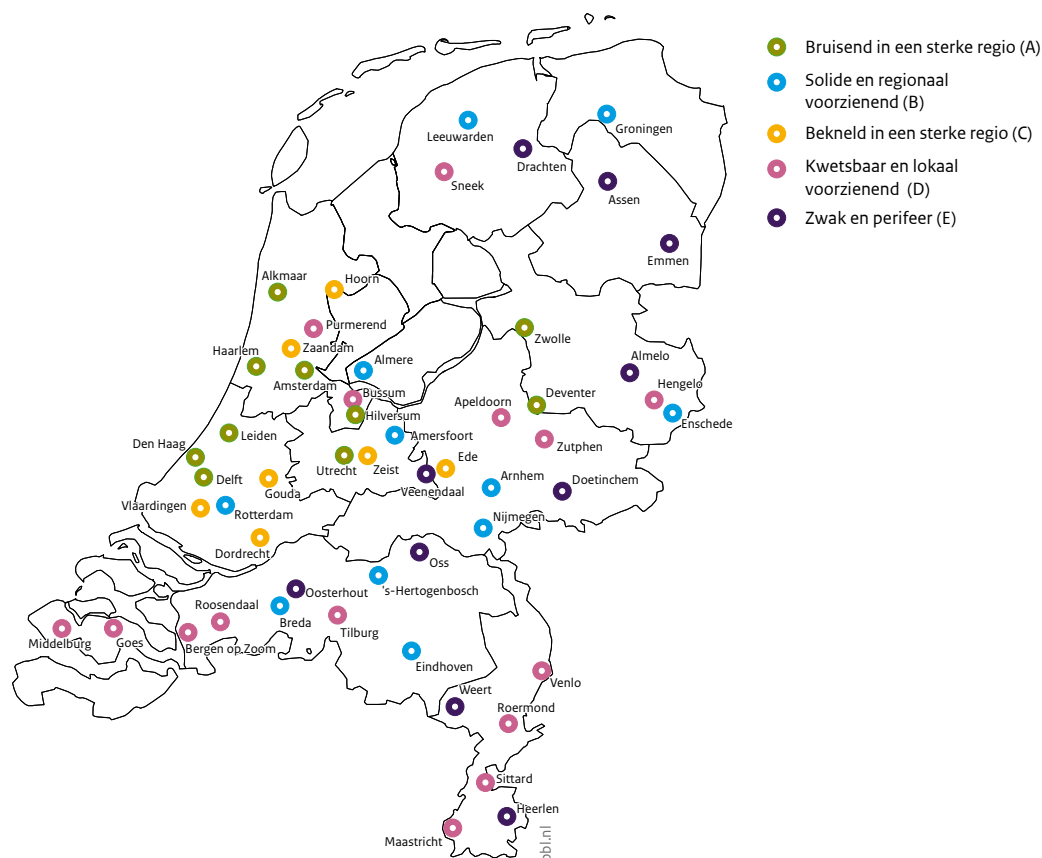 Bruisend in een sterke regio (A)
Solide en regionaal
voorzienend (B)
Bekneld in een sterke regio (C)
Kwetsbaar en lokaal
voorzienend (D)
Zwak en perifeer (E)
Leeuwarden
Groningen
Drachten
Sneek
Assen
Emmen
Alkmaar
Hoorn
Purmerend
Zwolle
Zaandam
Haarlem
Almere
Almelo
Amsterdam
Hengelo
Bussum
Deventer
Apeldoorn
Hilversum
Enschede
Leiden
Amersfoort
Den Haag
Zutphen
Utrecht
Zeist
Ede
Delft
Arnhem
Doetinchem
Veenendaal
Gouda
Vlaardingen
Rotterdam
Nijmegen
Dordrecht
Oss
's-Hertogenbosch
Oosterhout
Roosendaal
Breda
Tilburg
Middelburg
Goes
Bergen op Zoom
Eindhoven
Venlo
Weert
Roermond
Sittard
Heerlen
Maastricht
pbl.nl